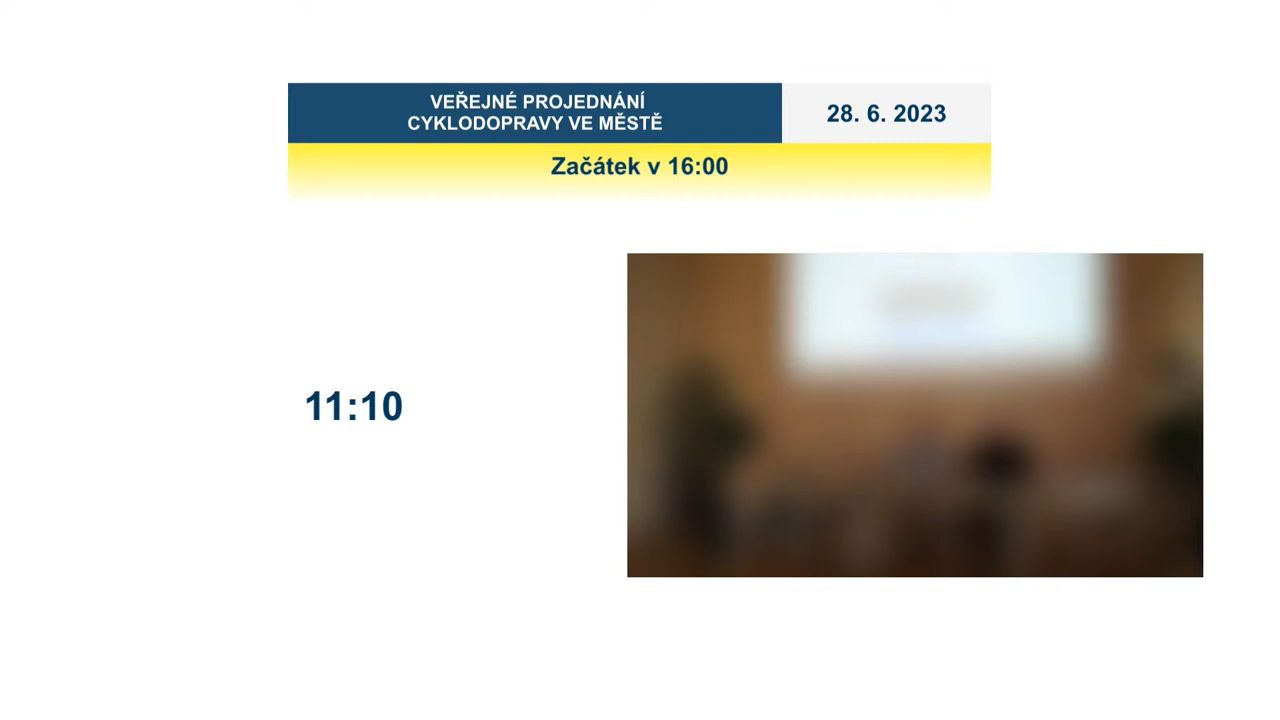 VEŘEJNÉ PROJEDNÁNÍ
CYKLODOPRAVY VE MĚSTĚ
28. 6. 2023
Začátek v 16:00
11:10